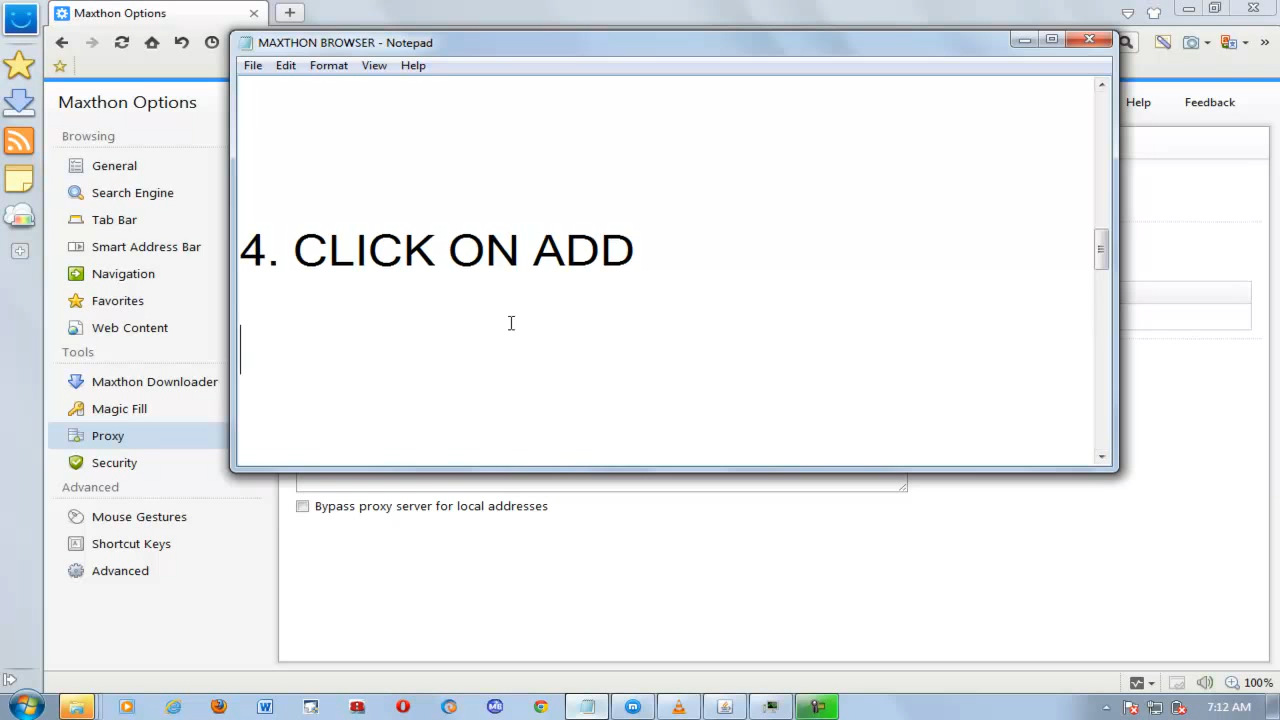 Maxthon Options
MAXTHON BROWSER - Notepad
File Edit Format View Help
Maxthon Options
Help Feedback
Browsing
General
Search Engine
Tab Bar
Smart Address Bar
Navigation
Favorites
Web Content
Tools
Maxthon Downloader
Magic Fill
Proxy
Security
Advanced
Mouse Gestures
Shortcut Keys
Advanced
4. CLICK ON ADD
Bypass proxy server for local addresses
100%
7:12 AM